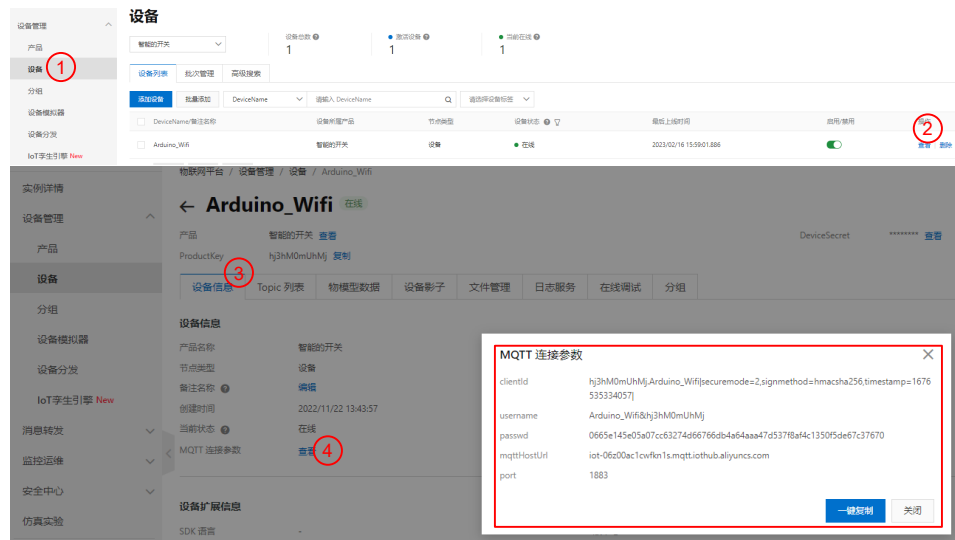 设备管理
产品
设备
分组
设备模拟器
设备分发
IoT孪生引擎 New
1
设备
智能的开关
设备总数
1
激活设备
1
当前在线
1
设备列表 批次管理 高级搜索
添加设备 批量添加 DeviceName 请输入 DeviceName 请选择设备标签
DeviceName/备注名称 设备所属产品 节点类型 设备状态 最后上线时间 启用/禁用
Arduino_Wifi 智能的开关 设备 在线 2023/02/16 15:59:01.886 查看 删除
2
实例详情
设备管理
产品
设备
分组
设备模拟器
设备分发
IoT孪生引擎 New
消息转发
监控运维
安全中心
仿真实验
物联网平台 / 设备管理 / 设备 / Arduino_Wifi
← Arduino_Wifi 在线
产品 智能的开关 查看 DeviceSecret ******** 查看
ProductKey hj3hM0mUhMj 复制
3
设备信息 Topic 列表 物模型数据 设备影子 文件管理 日志服务 在线调试 分组
设备信息
产品名称 智能的开关
节点类型 设备
备注名称 编辑
创建时间 2022/11/22 13:43:57
当前状态 在线
MQTT 连接参数 查看 4
设备扩展信息
SDK 语言 -
MQTT 连接参数
clientId hj3hM0mUhMj.Arduino_Wifi|securemode=2,signmethod=hmacsha256,timestamp=1676
535334057|
username Arduino_Wifi&hj3hM0mUhMj
passwd 0665e145e05a07cc63274d66766db4a64aaa47d537f8af4c1350f5de67c37670
mqttHostUrl iot-06z00ac1cwfkn1s.mqtt.iothub.aliyuncs.com
port 1883
一键复制 关闭